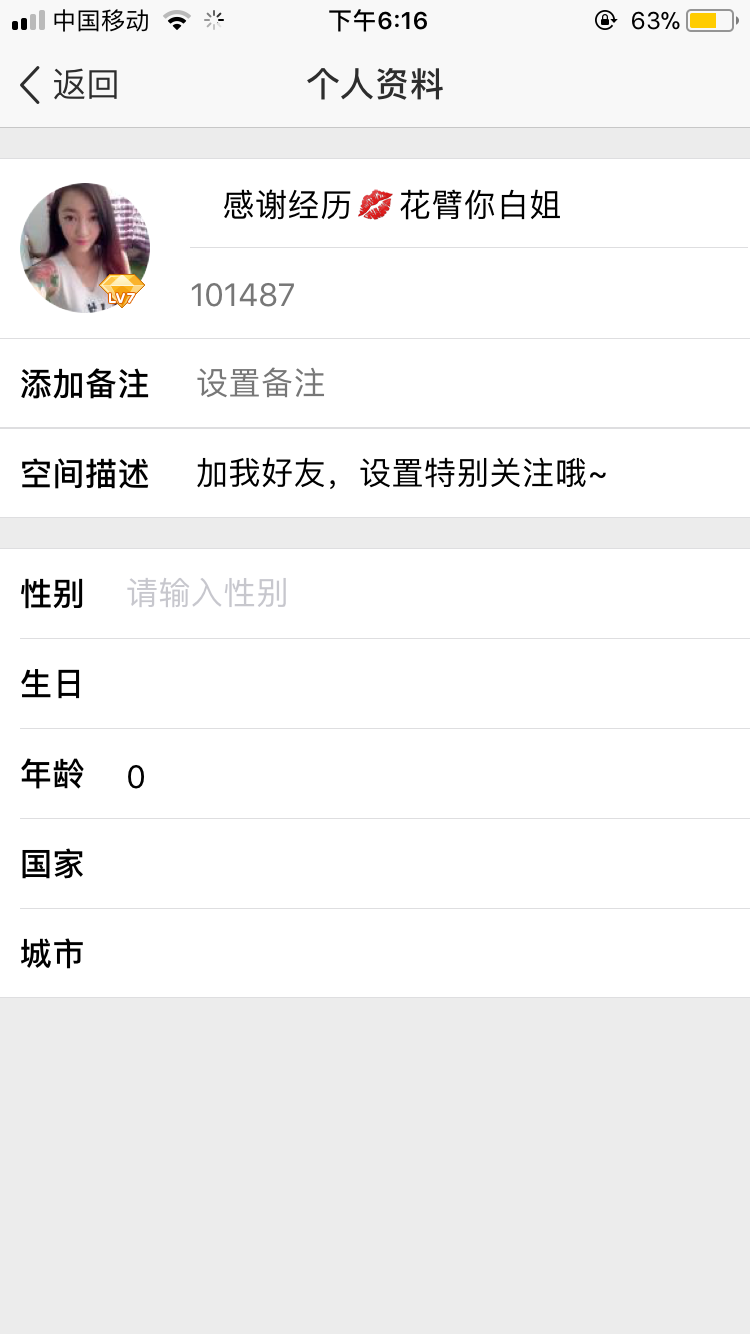 中国移动 下午6:16 63%
返回 个人资料
感谢经历💋花臂你白姐
LV7
101487
添加备注 设置备注
空间描述 加我好友，设置特别关注哦~
性别 请输入性别
生日
年龄 0
国家
城市